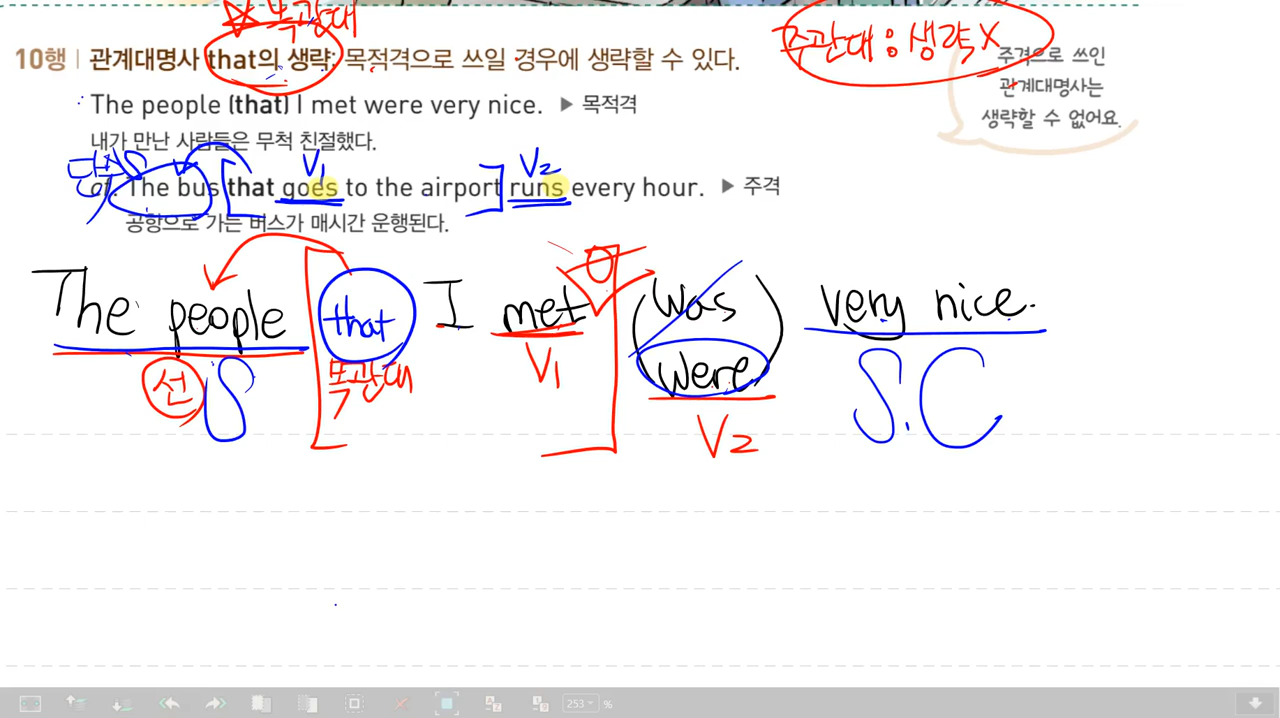 목관대
주관대 : 생략X
10행 | 관계대명사 that의 생략: 목적격으로 쓰일 경우에 생략할 수 있다.
주격으로 쓰인
관계대명사는
생략할 수 없어요.
The people (that) I met were very nice. ▶ 목적격
내가 만난 사람들은 무척 친절했다.
S V1 V2
cf. The bus that goes to the airport runs every hour. ▶ 주격
공항으로 가는 버스가 매시간 운행된다.
The people that I met (was very nice.
were)
선 S 목관대 V1 V2 S.C
253 %